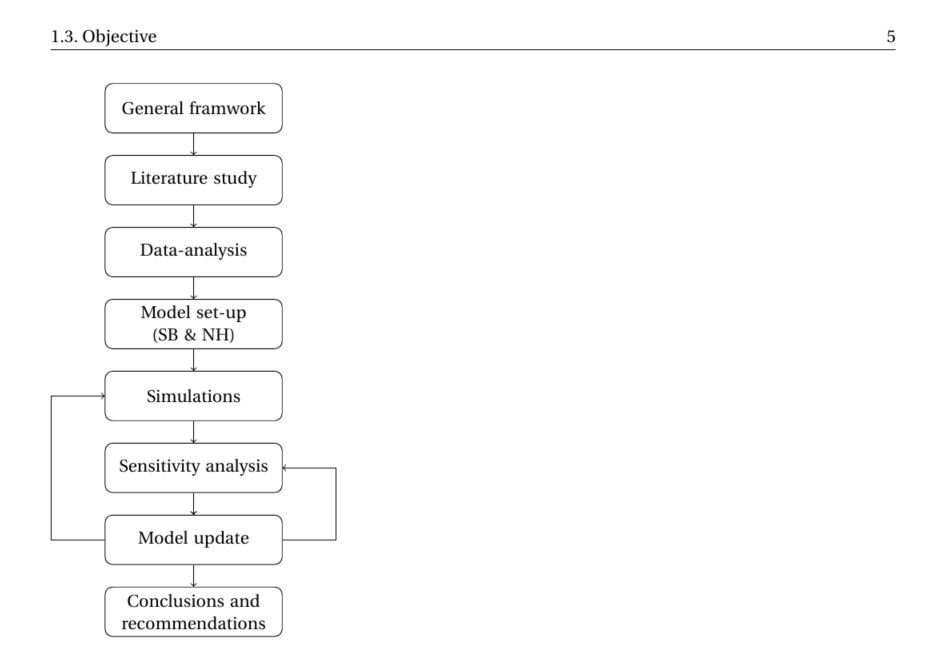 1.3. Objective 5
General framwork
Literature study
Data-analysis
Model set-up
(SB & NH)
Simulations
Sensitivity analysis
Model update
Conclusions and
recommendations